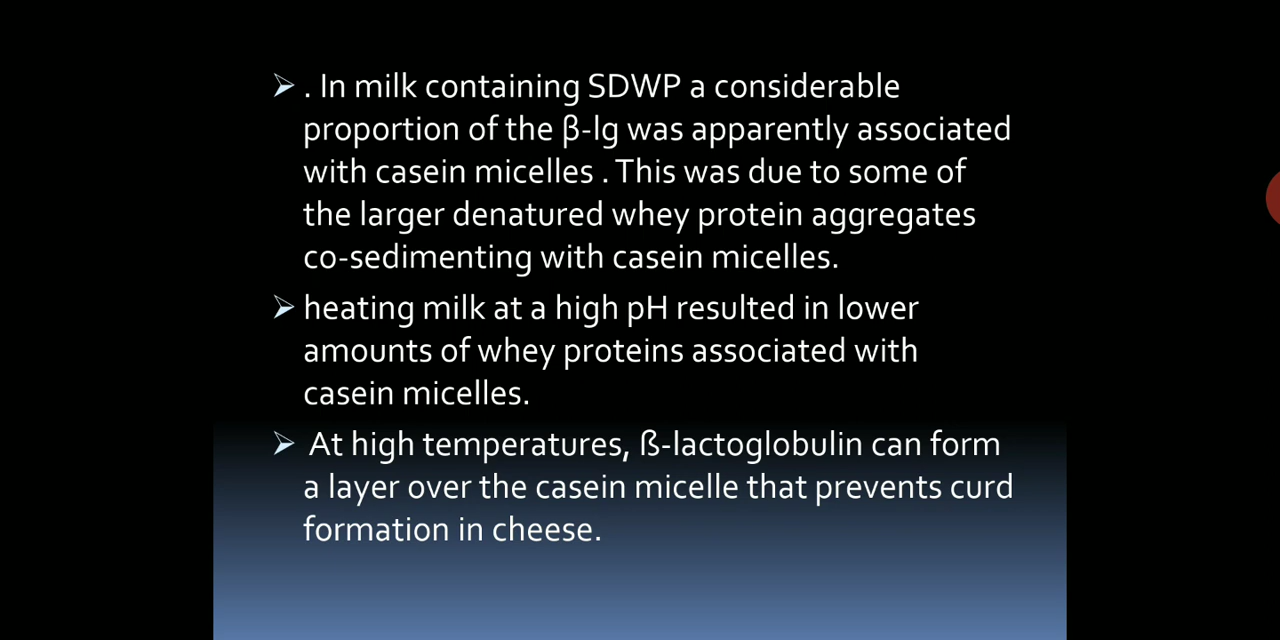 . In milk containing SDWP a considerable
proportion of the β-lg was apparently associated
with casein micelles . This was due to some of
the larger denatured whey protein aggregates
co-sedimenting with casein micelles.
heating milk at a high pH resulted in lower
amounts of whey proteins associated with
casein micelles.
At high temperatures, ß-lactoglobulin can form
a layer over the casein micelle that prevents curd
formation in cheese.